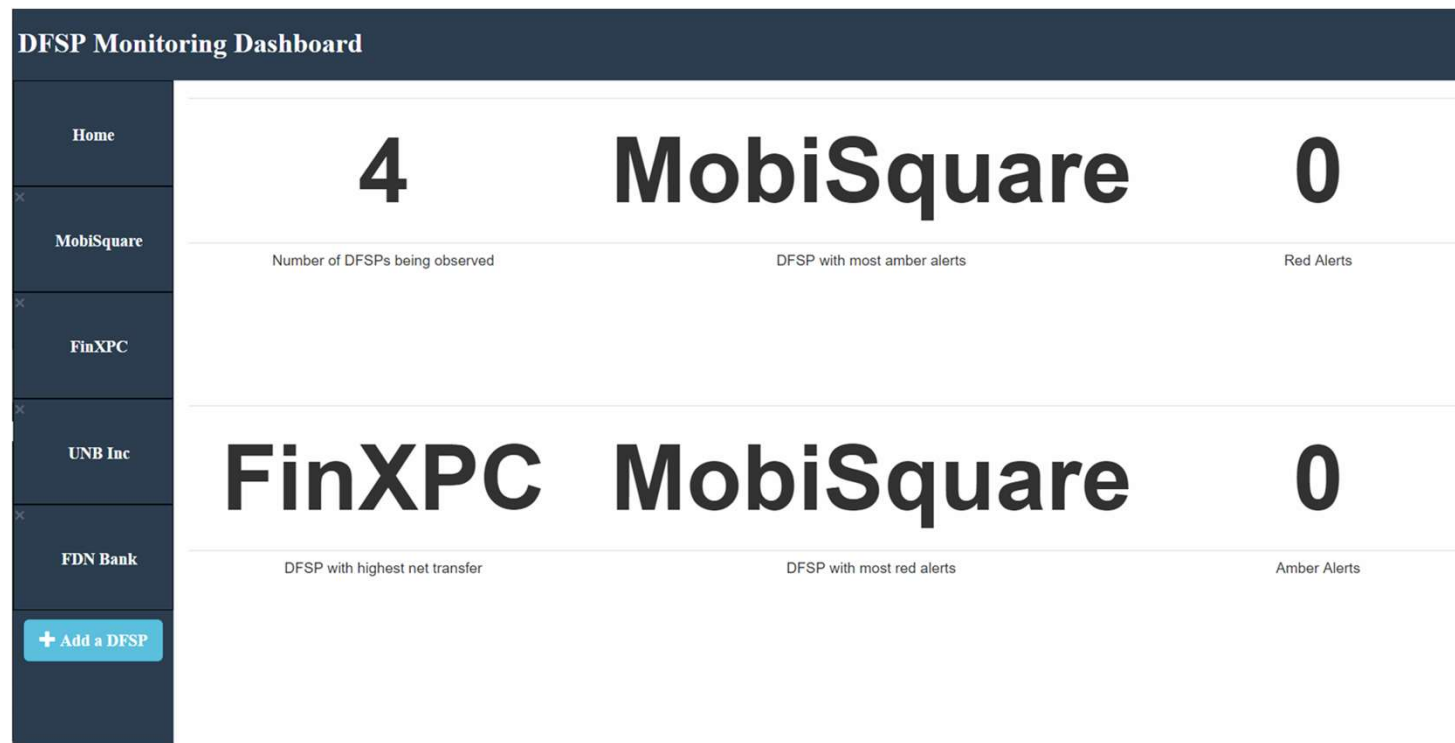 DFSP Monitoring Dashboard
Home
MobiSquare
FinXPC
UNB Inc
FDN Bank
Add a DFSP
4
Number of DFSPs being observed
MobiSquare
DFSP with most amber alerts
0
Red Alerts
FinXPC
DFSP with highest net transfer
MobiSquare
DFSP with most red alerts
0
Amber Alerts